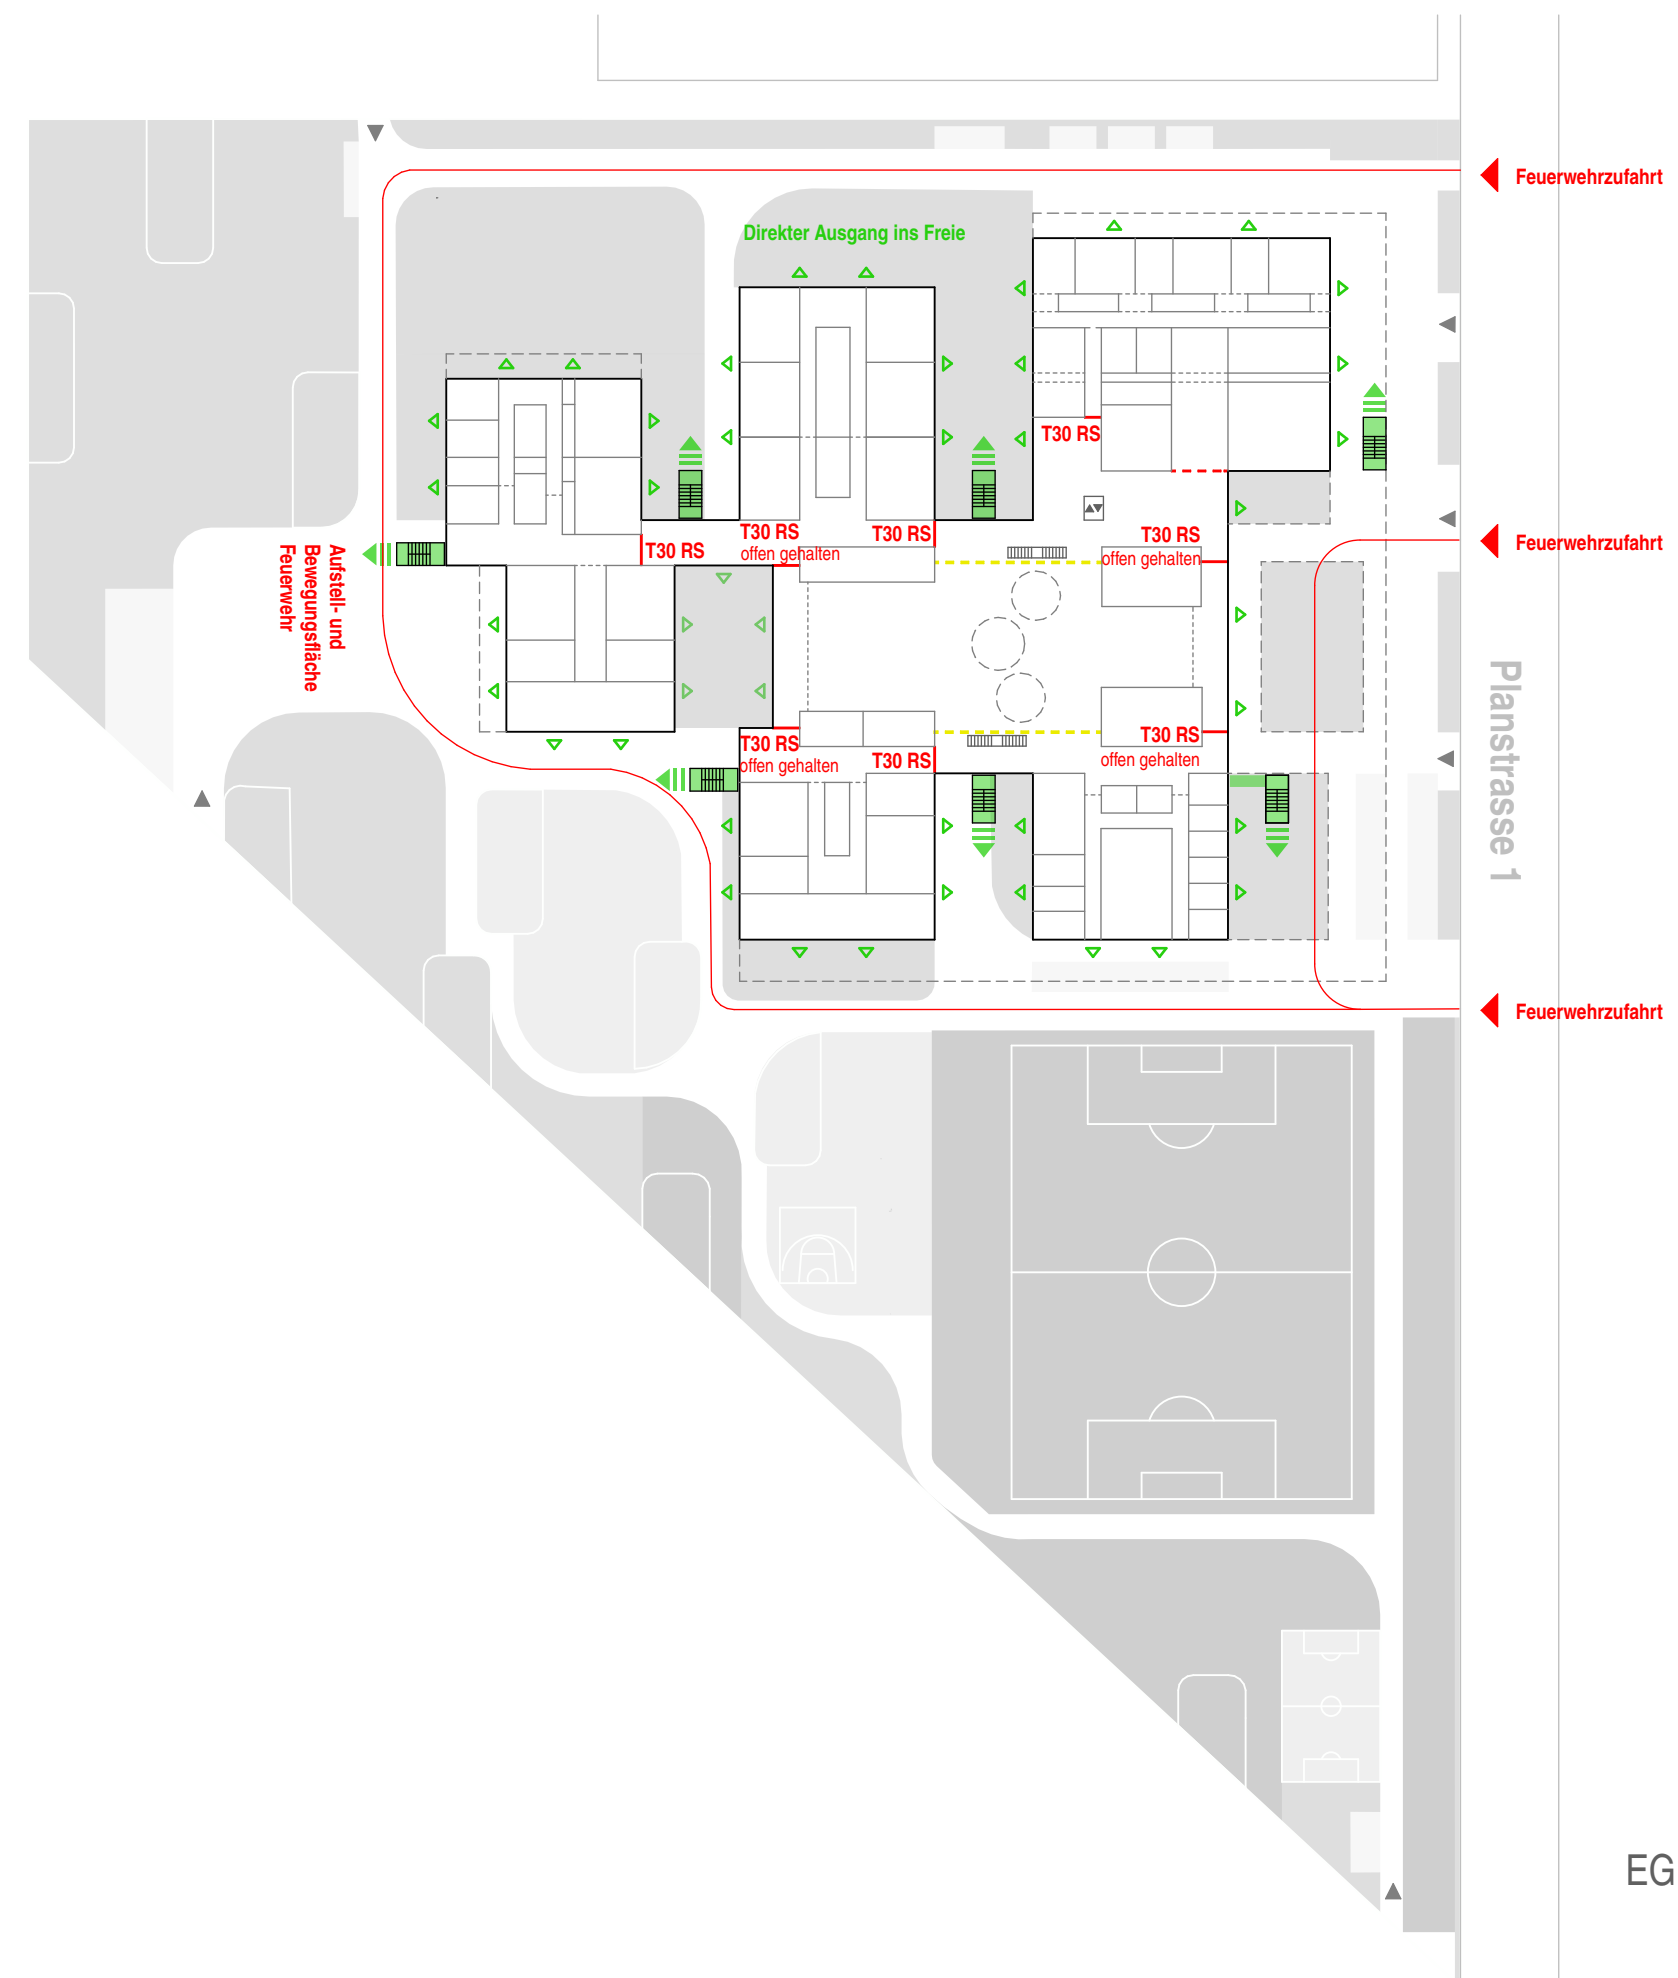 Feuerwehrzufahrt
Direkter Ausgang ins Freie
T30 RS
T30 RS
offen gehalten
T30 RS
T30 RS
offen gehalten
T30 RS
Feuerwehrzufahrt
Aufstell- und
Bewegungsfläche
Feuerwehr
T30 RS
offen gehalten
T30 RS
T30 RS
offen gehalten
Planstrasse 1
Feuerwehrzufahrt
EG